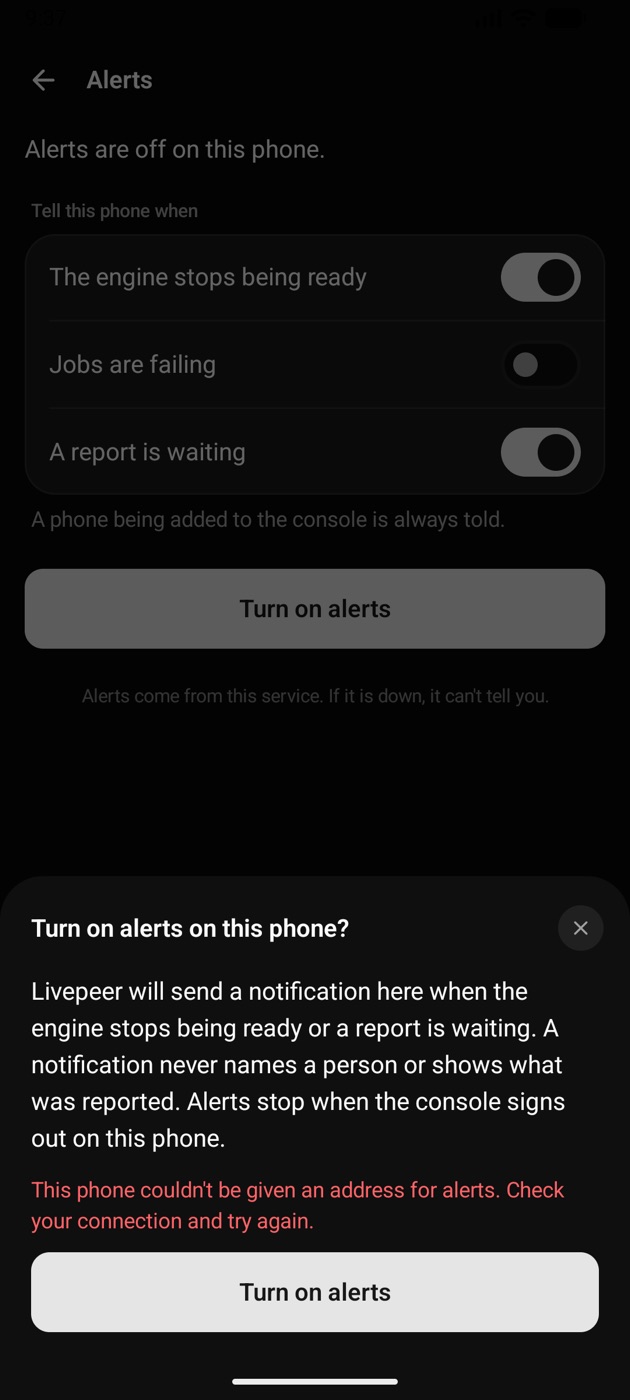 Alerts
Alerts are off on this phone.
Tell this phone when
The engine stops being ready
Jobs are failing
A report is waiting
A phone being added to the console is always told.
Turn on alerts
Alerts come from this service. If it is down, it can't tell you.
Turn on alerts on this phone?
Livepeer will send a notification here when the
engine stops being ready or a report is waiting. A
notification never names a person or shows what
was reported. Alerts stop when the console signs
out on this phone.
This phone couldn't be given an address for alerts. Check
your connection and try again.
Turn on alerts